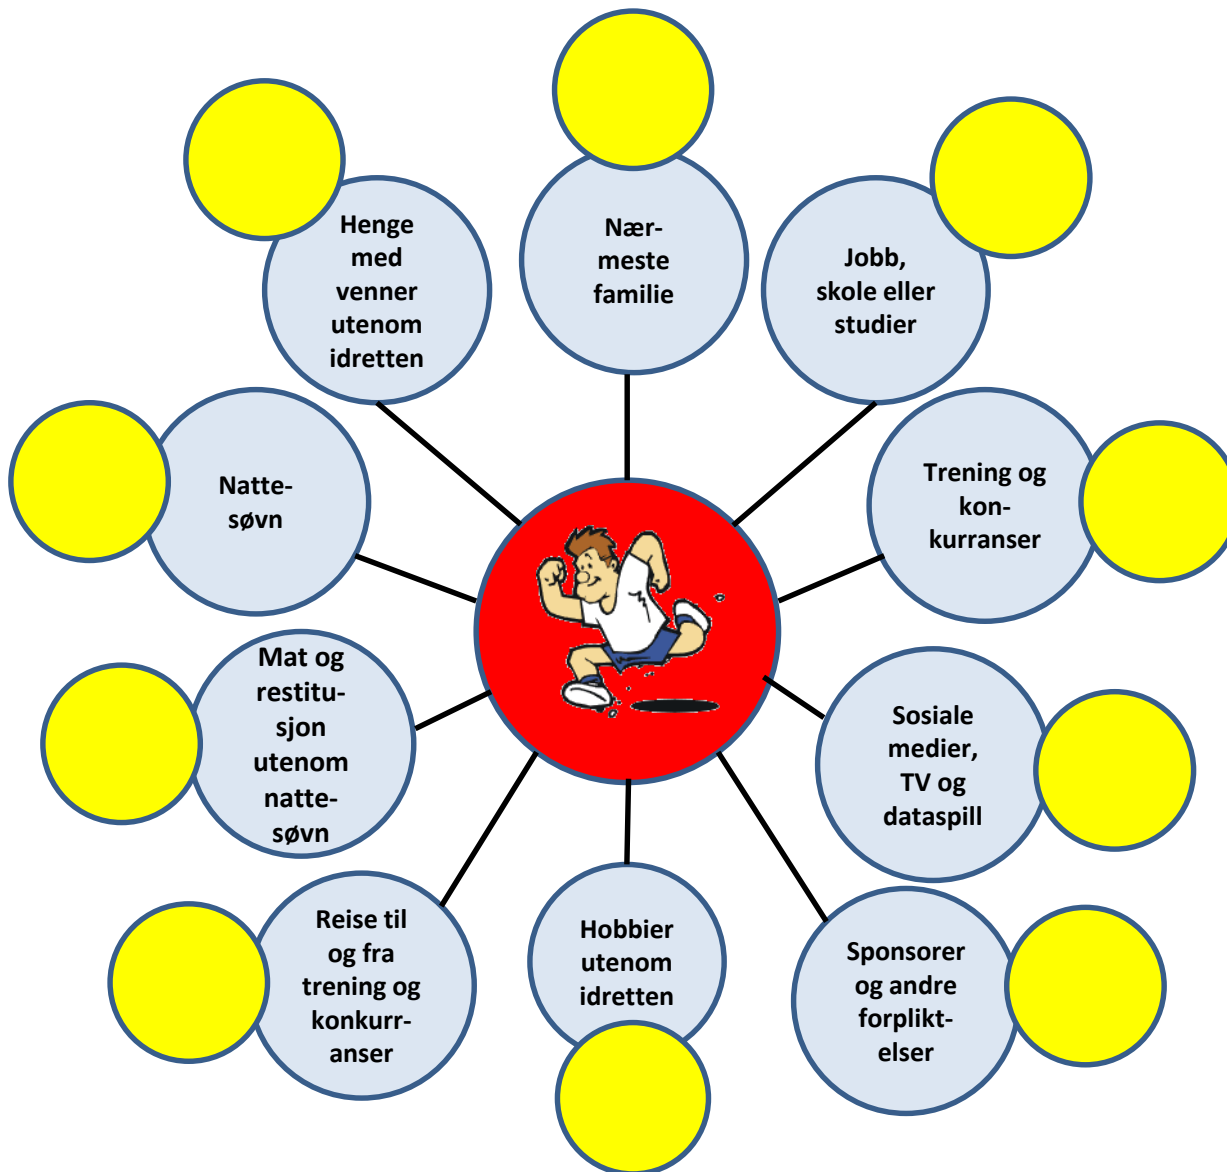 Nær-
meste
familie
Jobb,
skole eller
studier
Trening og
kon-
kurranser
Sosiale
medier,
TV og
dataspill
Sponsorer
og andre
forplikt-
elser
Hobbier
utenom
idretten
Reise til
og fra
trening og
konkurr-
anser
Mat og
restitu-
sjon
utenom
natte-
søvn
Natte-
søvn
Henge
med
venner
utenom
idretten